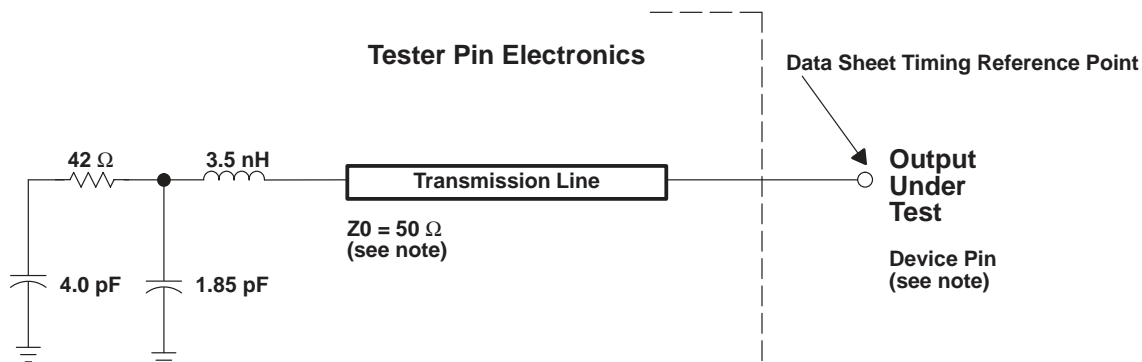 Tester Pin Electronics
Data Sheet Timing Reference Point
42 Ω
3.5 nH
Transmission Line
Output
Under
Test
Z0 = 50 Ω
(see note)
Device Pin
(see note)
4.0 pF
1.85 pF